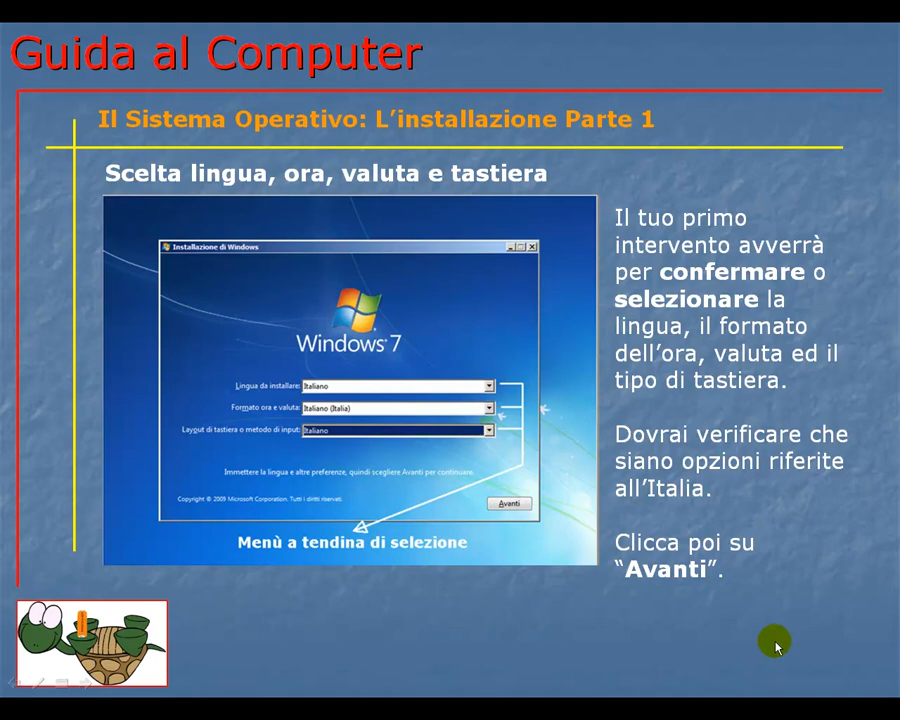 Guida al Computer
Il Sistema Operativo: L’installazione Parte 1
Scelta lingua, ora, valuta e tastiera
Installazione di Windows
Windows 7
Lingua da installare: Italiano
Formato ora e valuta: Italiano (Italia)
Layout di tastiera o metodo di input: Italiano
Immettere la lingua e altre preferenze, quindi scegliere Avanti per continuare.
Copyright © 2009 Microsoft Corporation. Tutti i diritti riservati.
Avanti
Menù a tendina di selezione
Il tuo primo
intervento avverrà
per confermare o
selezionare la
lingua, il formato
dell’ora, valuta ed il
tipo di tastiera.
Dovrai verificare che
siano opzioni riferite
all’Italia.
Clicca poi su
“Avanti”.